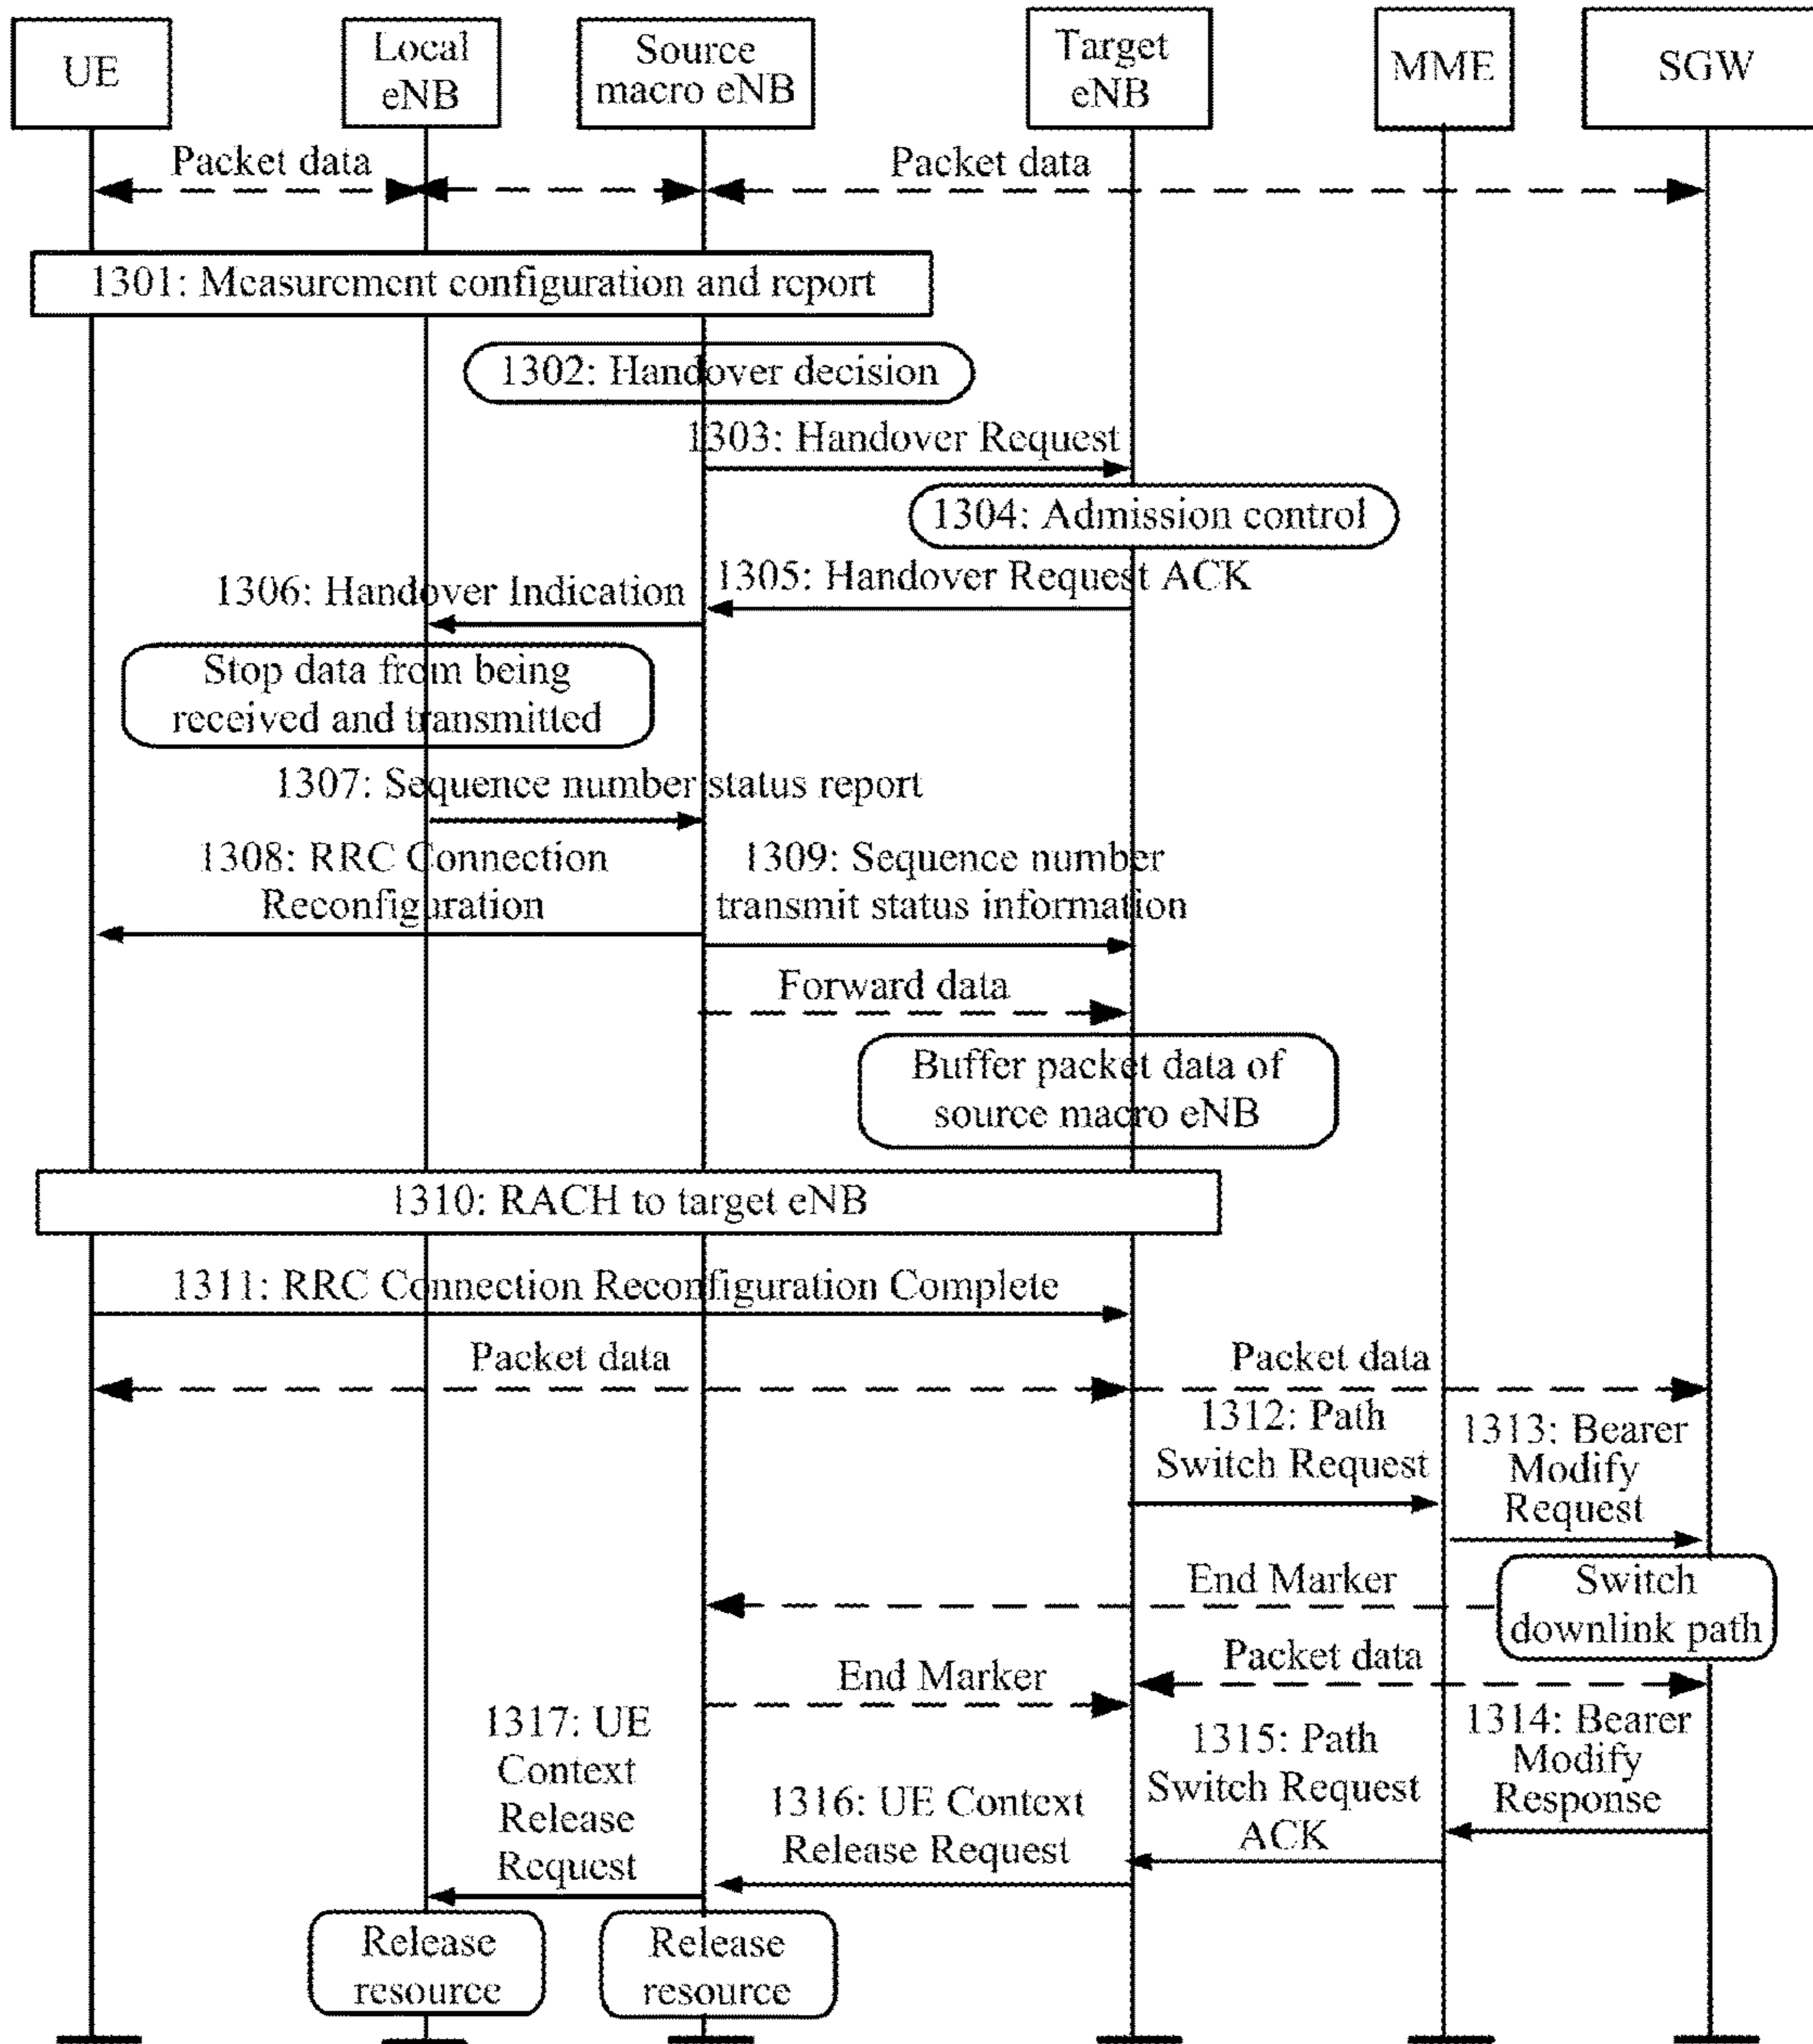 UE
Local
eNB
Source
macro eNB
Target
eNB
MME
SGW
Packet data
Packet data
1301: Measurement configuration and report
1302: Handover decision
1303: Handover Request
1304: Admission control
1305: Handover Request ACK
1306: Handover Indication
Stop data from being
received and transmitted
1307: Sequence number status report
1308: RRC Connection
Reconfiguration
1309: Sequence number
transmit status information
Forward data
Buffer packet data of
source macro eNB
1310: RACH to target eNB
1311: RRC Connection Reconfiguration Complete
Packet data
Packet data
1312: Path
Switch Request
1313: Bearer
Modify
Request
End Marker
Switch
downlink path
Packet data
End Marker
1317: UE
Context
Release
Request
1316: UE Context
Release Request
1315: Path
Switch Request
ACK
1314: Bearer
Modify
Response
Release
resource
Release
resource